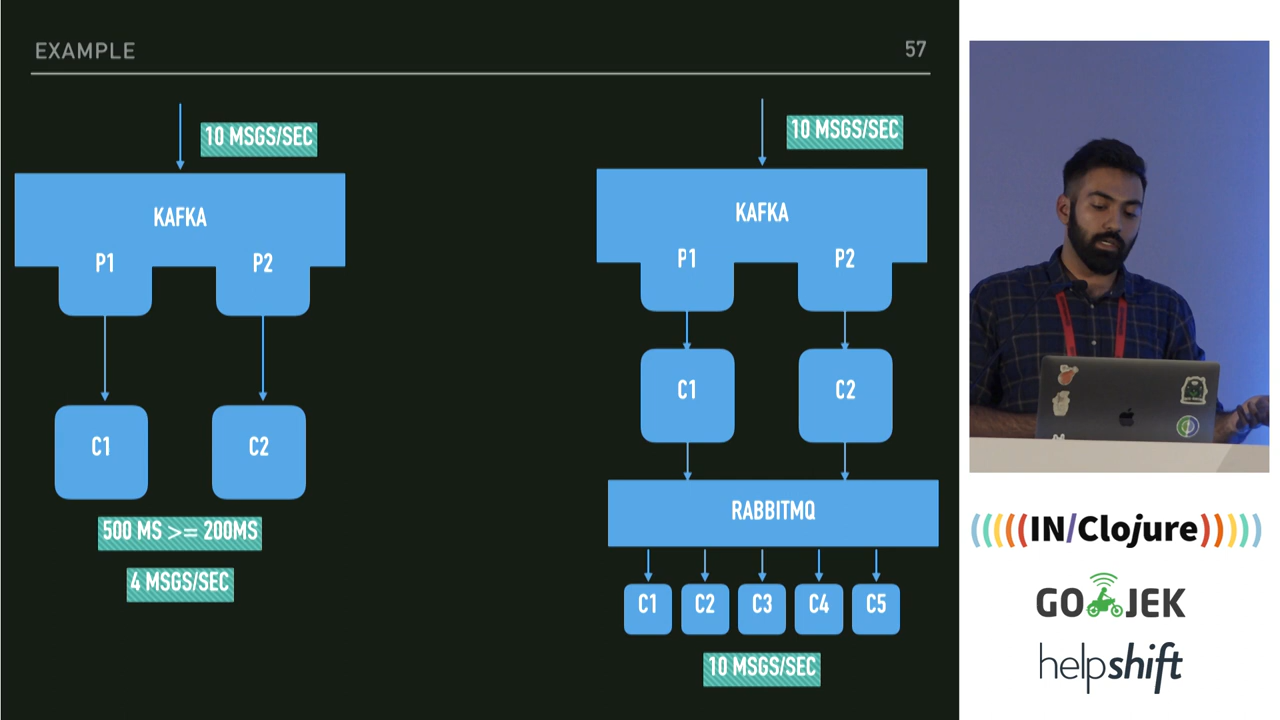 EXAMPLE
57
10 MSGS/SEC
KAFKA
P1
P2
C1
C2
500 MS >= 200MS
4 MSGS/SEC
10 MSGS/SEC
KAFKA
P1
P2
C1
C2
RABBITMQ
C1
C2
C3
C4
C5
10 MSGS/SEC
(((((IN/Clojure)))))
GOJEK
helpshift